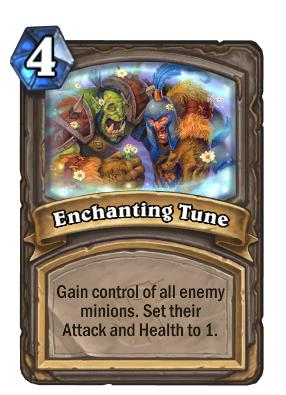 4
Enchanting Tune
Gain control of all enemy
minions. Set their
Attack and Health to 1.